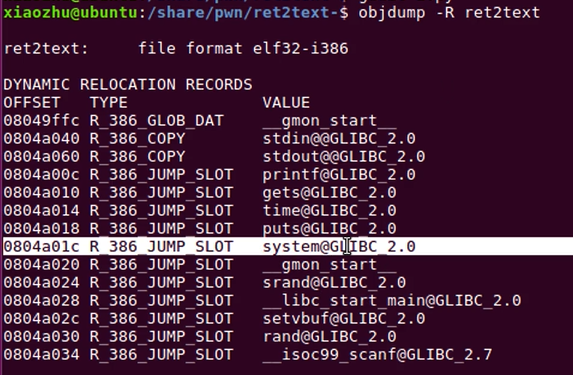 xiaozhu@ubuntu:/share/pwn/ret2text-$ objdump -R ret2text
ret2text:     file format elf32-i386
DYNAMIC RELOCATION RECORDS
OFFSET   TYPE              VALUE
08049ffc R_386_GLOB_DAT    __gmon_start__
0804a040 R_386_COPY        stdin@@GLIBC_2.0
0804a060 R_386_COPY        stdout@@GLIBC_2.0
0804a00c R_386_JUMP_SLOT   printf@GLIBC_2.0
0804a010 R_386_JUMP_SLOT   gets@GLIBC_2.0
0804a014 R_386_JUMP_SLOT   time@GLIBC_2.0
0804a018 R_386_JUMP_SLOT   puts@GLIBC_2.0
0804a01c R_386_JUMP_SLOT   system@GLIBC_2.0
0804a020 R_386_JUMP_SLOT   __gmon_start__
0804a024 R_386_JUMP_SLOT   srand@GLIBC_2.0
0804a028 R_386_JUMP_SLOT   __libc_start_main@GLIBC_2.0
0804a02c R_386_JUMP_SLOT   setvbuf@GLIBC_2.0
0804a030 R_386_JUMP_SLOT   rand@GLIBC_2.0
0804a034 R_386_JUMP_SLOT   __isoc99_scanf@GLIBC_2.7